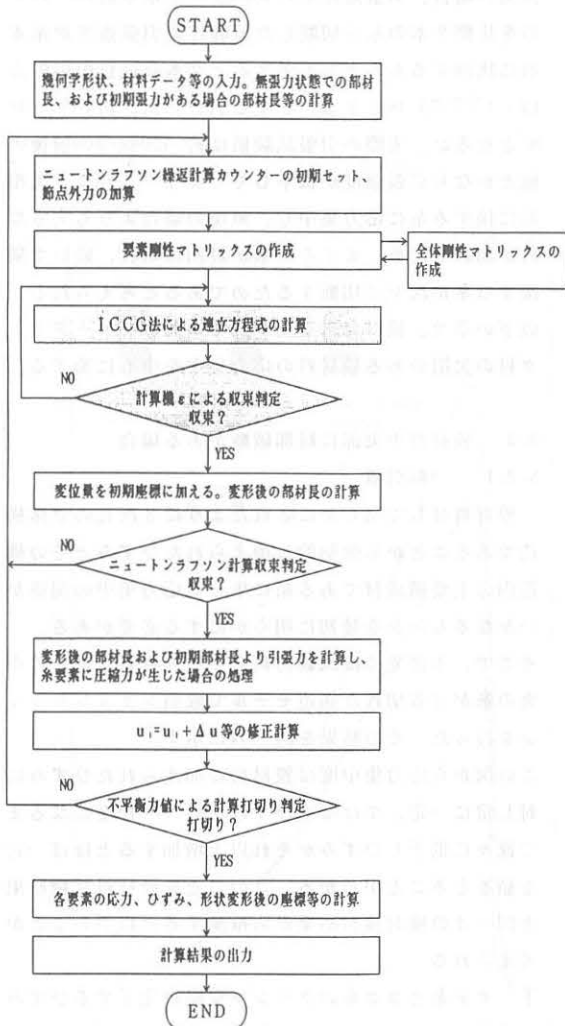 START
幾何学形状、材料データ等の入力。無張力状態での部材
長、および初期張力がある場合の部材長等の計算
ニュートンラフソン繰返計算カウンターの初期セット、
節点外力の加算
要素剛性マトリックスの作成
全体剛性マトリックスの
作成
ICCG法による連立方程式の計算
NO
計算機εによる収束判定
収束?
YES
変位量を初期座標に加える。変形後の部材長の計算
NO
ニュートンラフソン計算収束判定
収束?
YES
変形後の部材長および初期部材長より引張力を計算し、
糸要素に圧縮力が生じた場合の処理
uᵢ=uᵢ+Δu等の修正計算
NO
不平衡力値による計算打切り判定
打切り?
YES
各要素の応力、ひずみ、形状変形後の座標等の計算
計算結果の出力
END